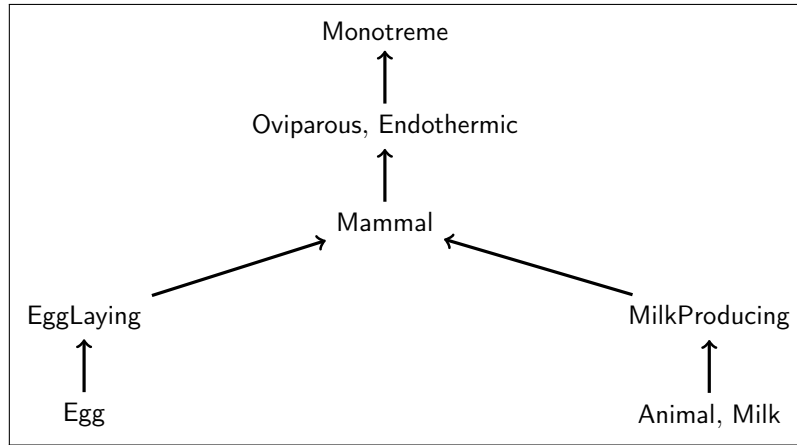 Monotreme
Oviparous, Endothermic
Mammal
EggLaying
MilkProducing
Egg
Animal, Milk